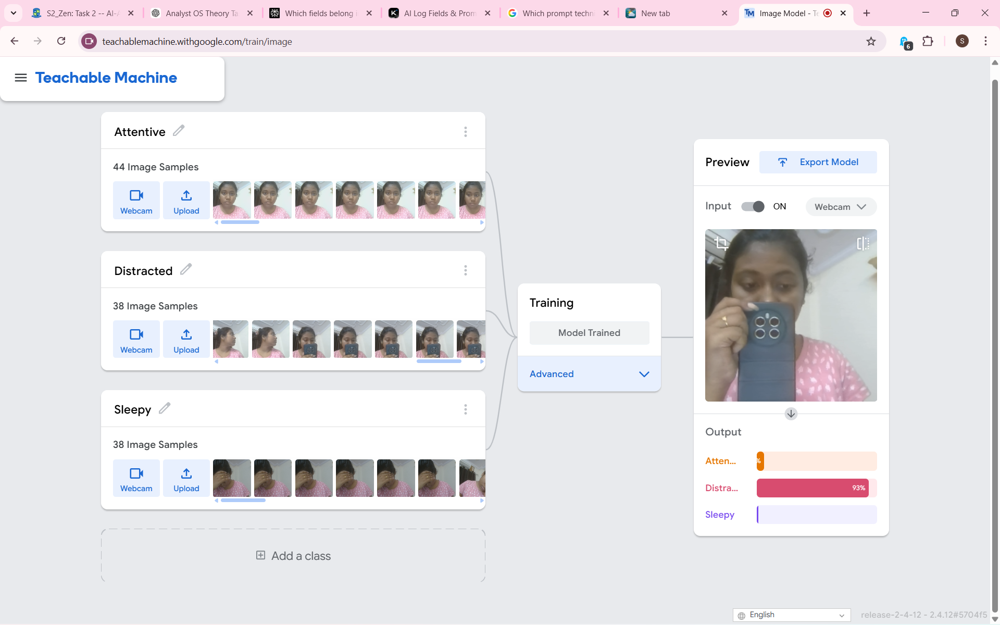 S2_Zen: Task 2 -- AI-A
Analyst OS Theory Ta
Which fields belong i
AI Log Fields & Prom
Which prompt techni
New tab
Image Model - Te
teachablemachine.withgoogle.com/train/image
6
S
Teachable Machine
Attentive
44 Image Samples
Webcam
Upload
Distracted
38 Image Samples
Webcam
Upload
Sleepy
38 Image Samples
Webcam
Upload
Add a class
Training
Model Trained
Advanced
Preview
Export Model
Input
ON
Webcam
Output
Atten...
%
Distra...
93%
Sleepy
English
release-2-4-12 - 2.4.12#5704f5